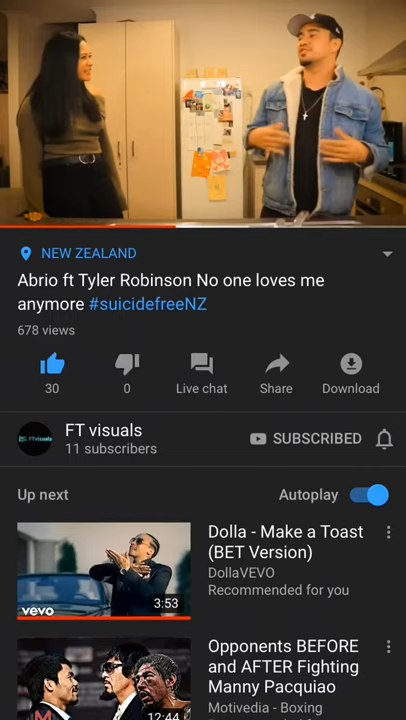 NEW ZEALAND
Abrio ft Tyler Robinson No one loves me
anymore #suicidefreeNZ
678 views
30
0
Live chat
Share
Download
FT visuals
FTvisuals
11 subscribers
SUBSCRIBED
Up next
Autoplay
Dolla - Make a Toast
(BET Version)
DollaVEVO
Recommended for you
vevo
3:53
Opponents BEFORE
and AFTER Fighting
Manny Pacquiao
Motivedia - Boxing
M
12:44